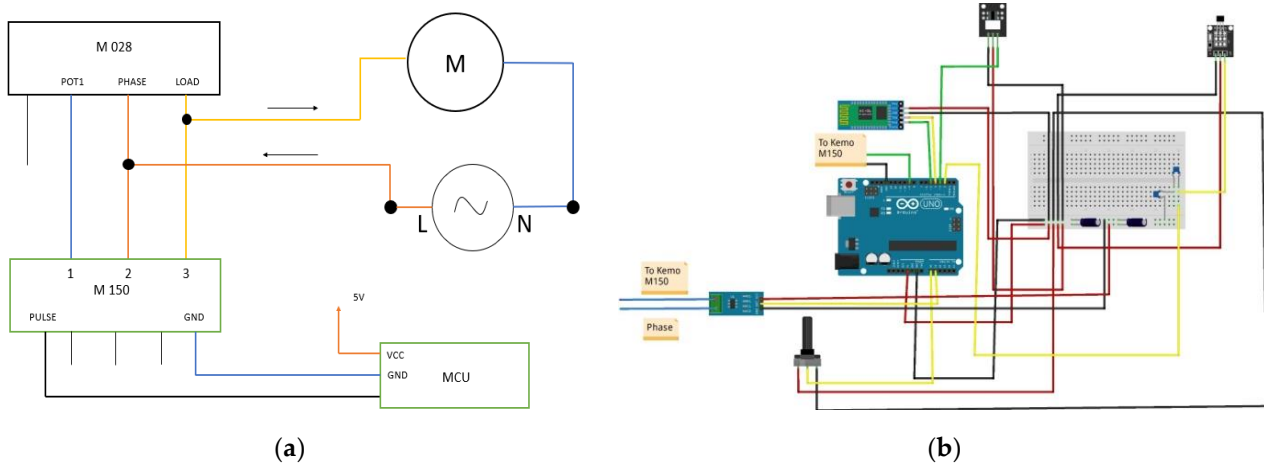 M 028
POT1 PHASE LOAD
M
L N
1 2 3
M 150
PULSE GND
5V
VCC
GND
MCU
(a)
To Kemo
M150
UNO
To Kemo
M150
Phase
(b)